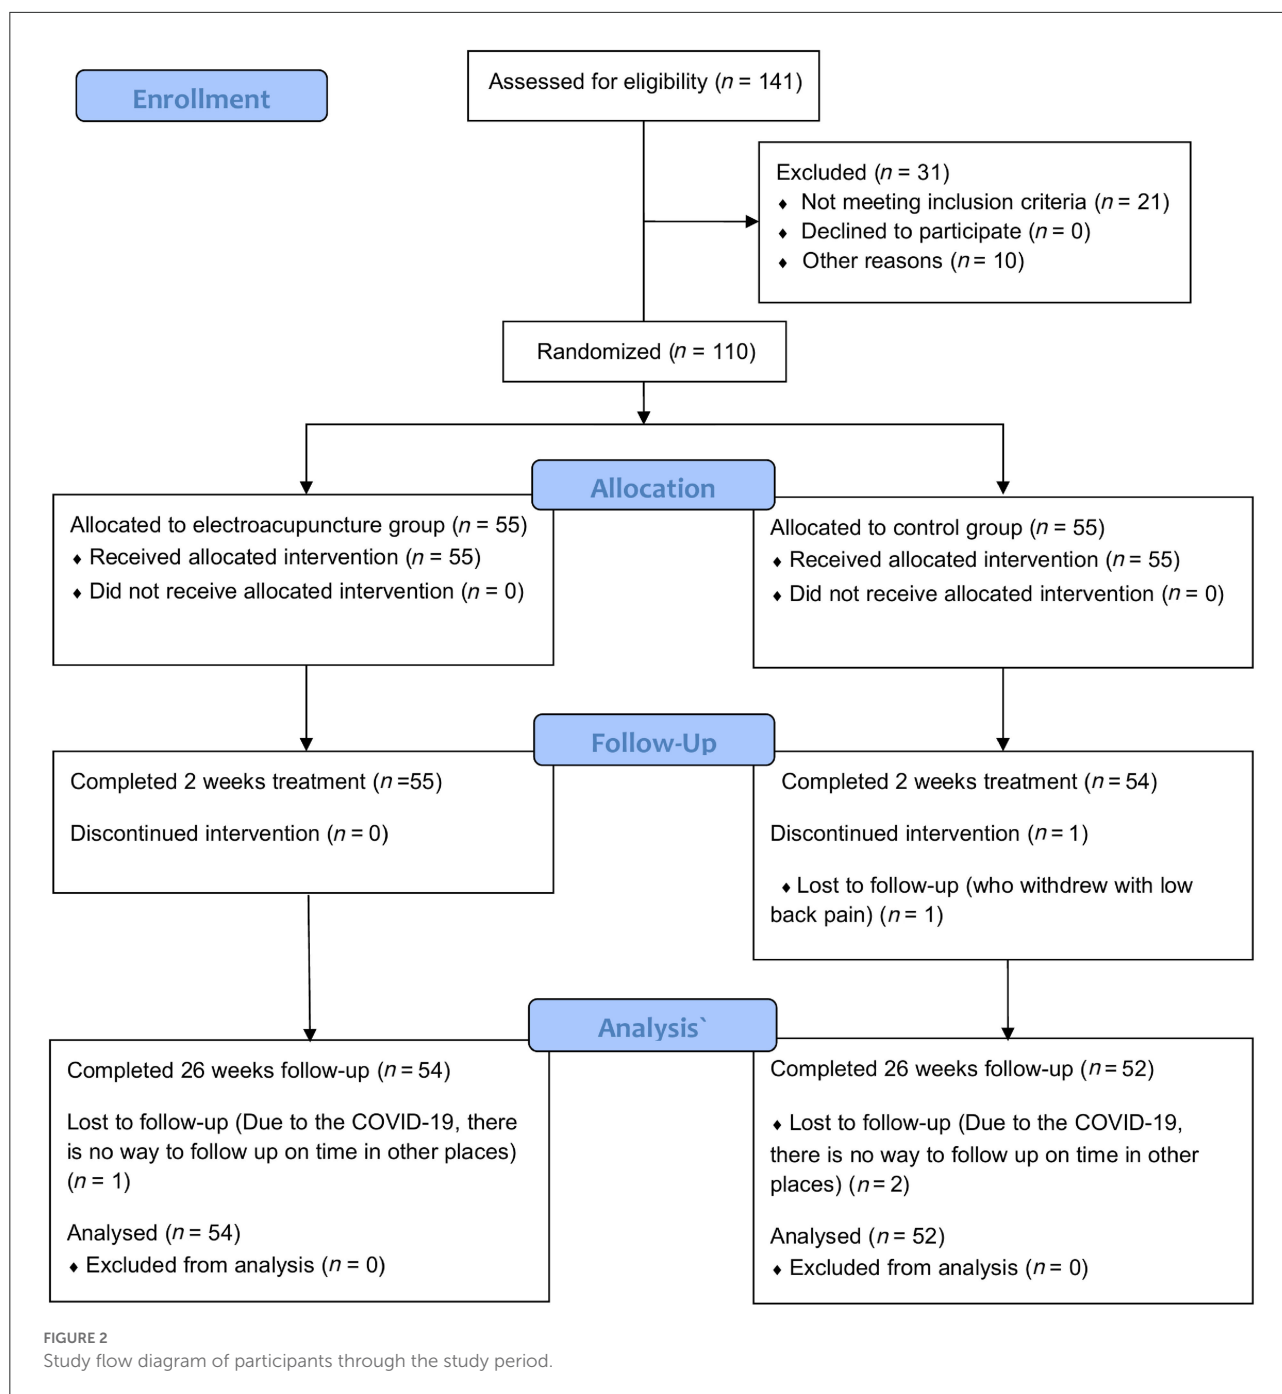 Enrollment
Assessed for eligibility (n = 141)
Excluded (n = 31)
♦ Not meeting inclusion criteria (n = 21)
♦ Declined to participate (n = 0)
♦ Other reasons (n = 10)
Randomized (n = 110)
Allocation
Allocated to electroacupuncture group (n = 55)
♦ Received allocated intervention (n = 55)
♦ Did not receive allocated intervention (n = 0)
Allocated to control group (n = 55)
♦ Received allocated intervention (n = 55)
♦ Did not receive allocated intervention (n = 0)
Follow-Up
Completed 2 weeks treatment (n =55)
Discontinued intervention (n = 0)
Completed 2 weeks treatment (n = 54)
Discontinued intervention (n = 1)
♦ Lost to follow-up (who withdrew with low
back pain) (n = 1)
Analysis`
Completed 26 weeks follow-up (n = 54)
Lost to follow-up (Due to the COVID-19, there
is no way to follow up on time in other places)
(n = 1)
Analysed (n = 54)
♦ Excluded from analysis (n = 0)
Completed 26 weeks follow-up (n = 52)
♦ Lost to follow-up (Due to the COVID-19,
there is no way to follow up on time in other
places) (n = 2)
Analysed (n = 52)
♦ Excluded from analysis (n = 0)
FIGURE 2
Study flow diagram of participants through the study period.